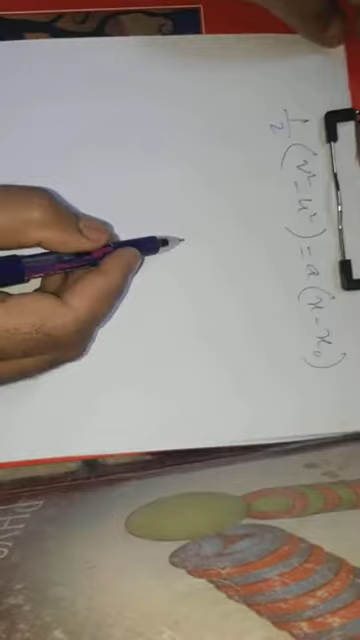 ½ (v² - u²) = a (x - x₀)